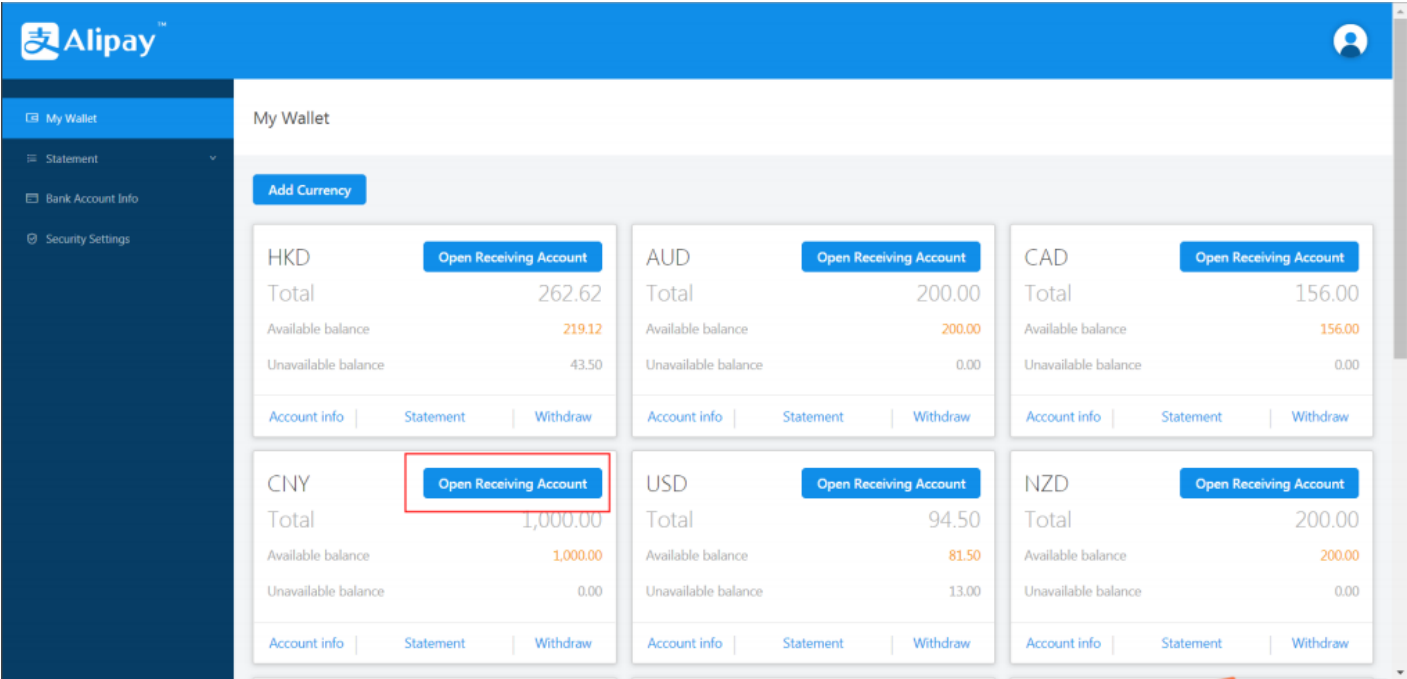 支 Alipay™
My Wallet
Statement
Bank Account Info
Security Settings
My Wallet
Add Currency
HKD Open Receiving Account
Total 262.62
Available balance 219.12
Unavailable balance 43.50
Account info Statement Withdraw
AUD Open Receiving Account
Total 200.00
Available balance 200.00
Unavailable balance 0.00
Account info Statement Withdraw
CAD Open Receiving Account
Total 156.00
Available balance 156.00
Unavailable balance 0.00
Account info Statement Withdraw
CNY Open Receiving Account
Total 1,000.00
Available balance 1,000.00
Unavailable balance 0.00
Account info Statement Withdraw
USD Open Receiving Account
Total 94.50
Available balance 81.50
Unavailable balance 13.00
Account info Statement Withdraw
NZD Open Receiving Account
Total 200.00
Available balance 200.00
Unavailable balance 0.00
Account info Statement Withdraw